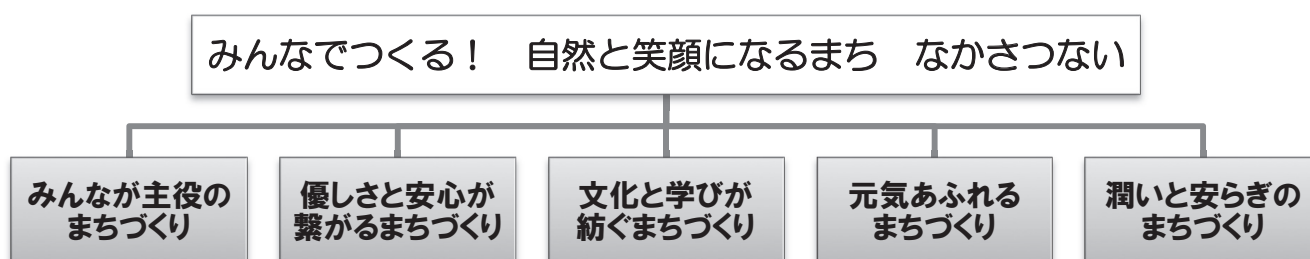 みんなでつくる！　自然と笑顔になるまち　なかさつない
みんなが主役の
まちづくり
優しさと安心が
繋がるまちづくり
文化と学びが
紡ぐまちづくり
元気あふれる
まちづくり
潤いと安らぎの
まちづくり